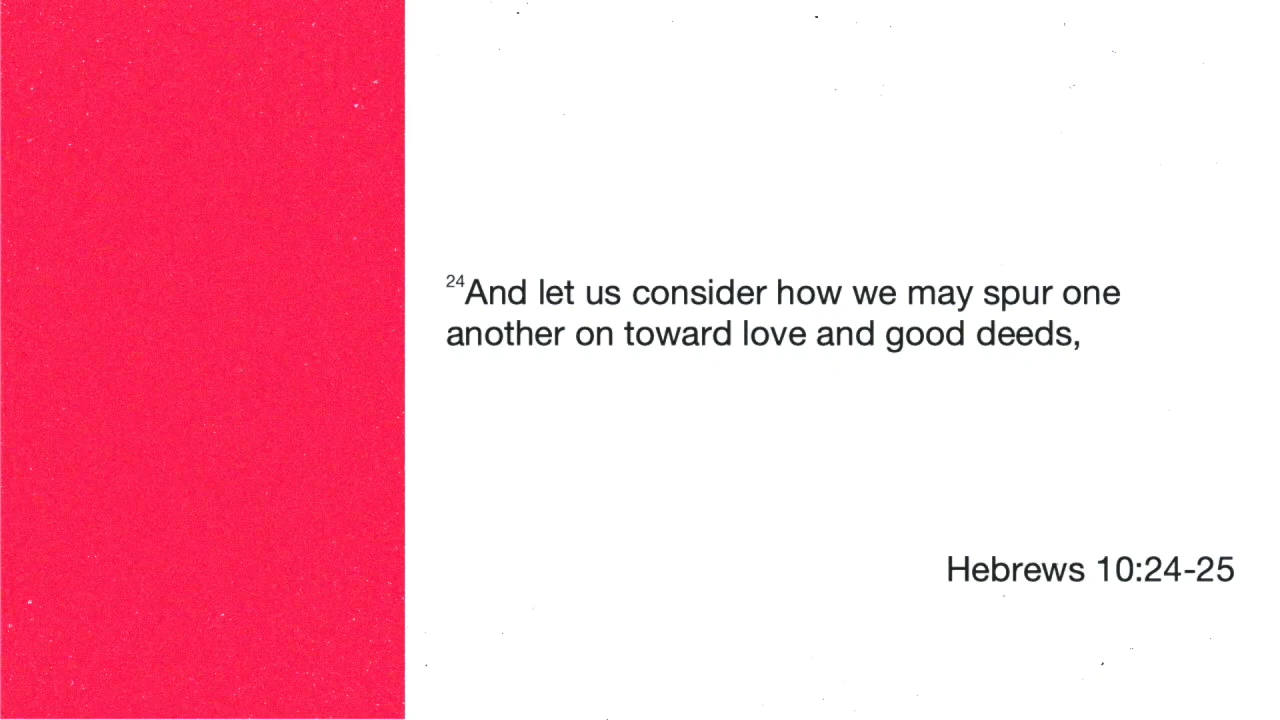 24And let us consider how we may spur one
another on toward love and good deeds,
Hebrews 10:24-25